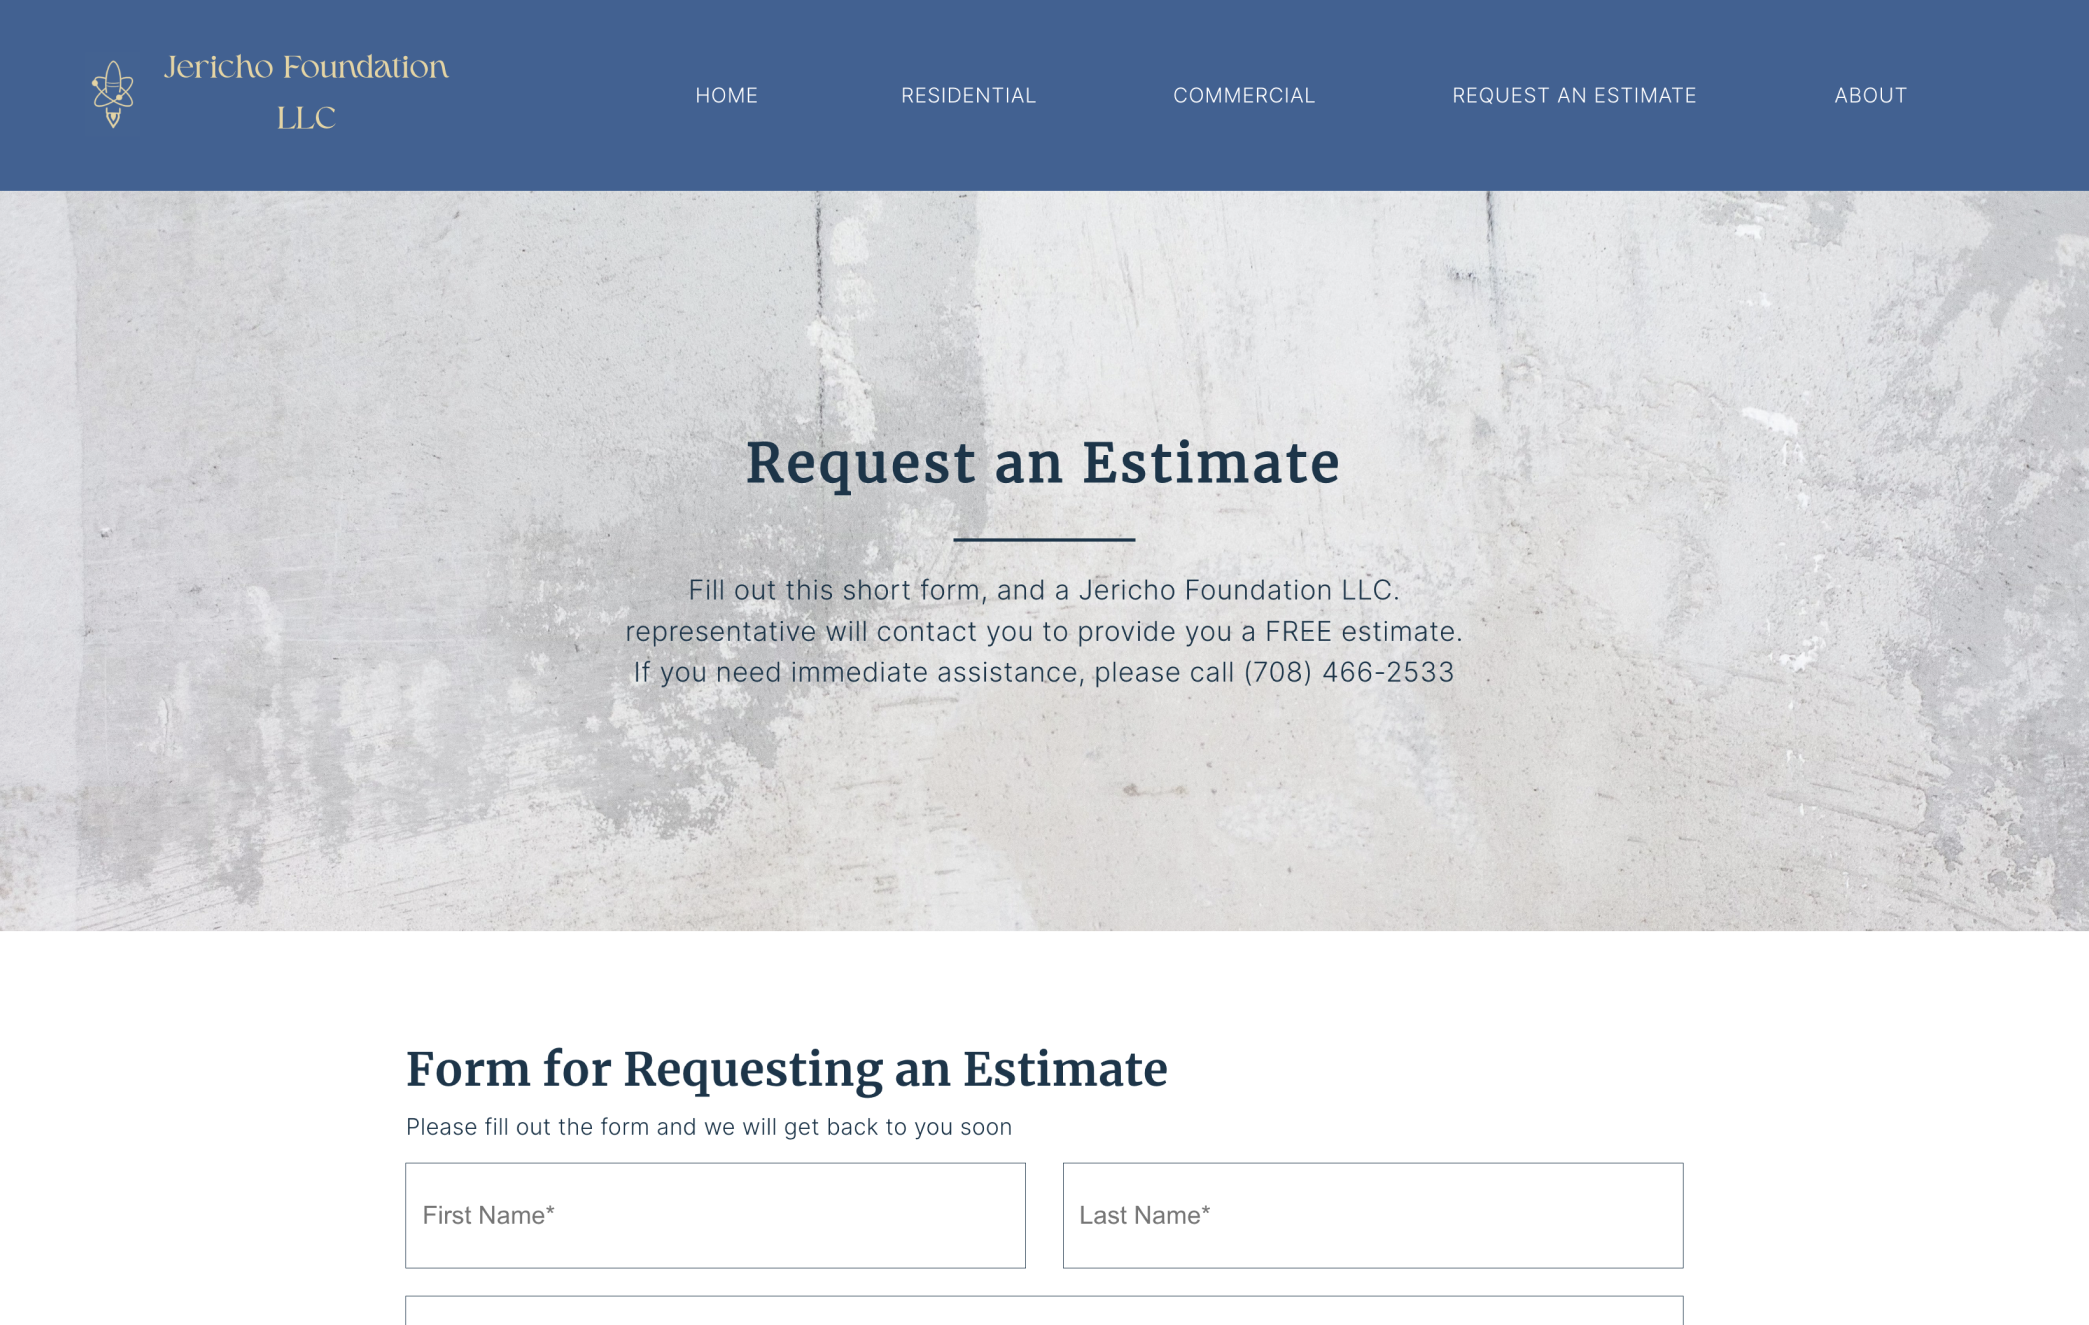 Jericho Foundation
LLC
HOME
RESIDENTIAL
COMMERCIAL
REQUEST AN ESTIMATE
ABOUT
Request an Estimate
Fill out this short form, and a Jericho Foundation LLC.
representative will contact you to provide you a FREE estimate.
If you need immediate assistance, please call (708) 466-2533
Form for Requesting an Estimate
Please fill out the form and we will get back to you soon
First Name*
Last Name*